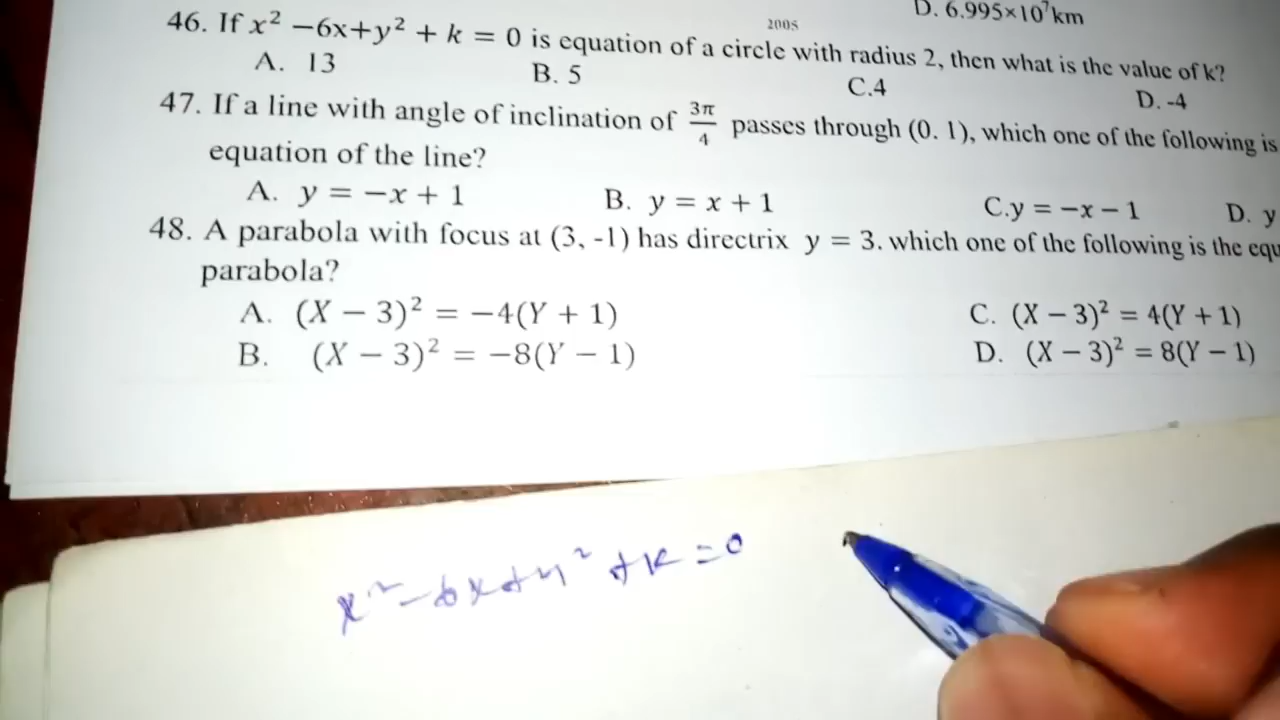 D. 6.995×10⁷km
2005
46. If x² −6x+y² + k = 0 is equation of a circle with radius 2, then what is the value of k?
A. 13 B. 5 C.4 D. -4
47. If a line with angle of inclination of 3π/4 passes through (0. 1), which one of the following is
equation of the line?
A. y = −x + 1 B. y = x + 1 C.y = −x − 1 D. y
48. A parabola with focus at (3, -1) has directrix y = 3. which one of the following is the equ
parabola?
A. (X − 3)² = −4(Y + 1) C. (X − 3)² = 4(Y + 1)
B. (X − 3)² = −8(Y − 1) D. (X − 3)² = 8(Y − 1)
x² − 6x + y² + k = 0